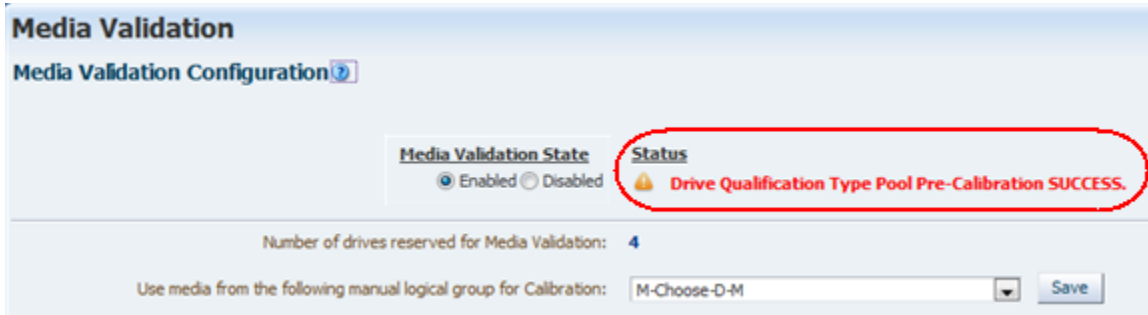 Media Validation
Media Validation Configuration
Media Validation State
Enabled Disabled
Status
Drive Qualification Type Pool Pre-Calibration SUCCESS.
Number of drives reserved for Media Validation: 4
Use media from the following manual logical group for Calibration: M-Choose-D-M Save